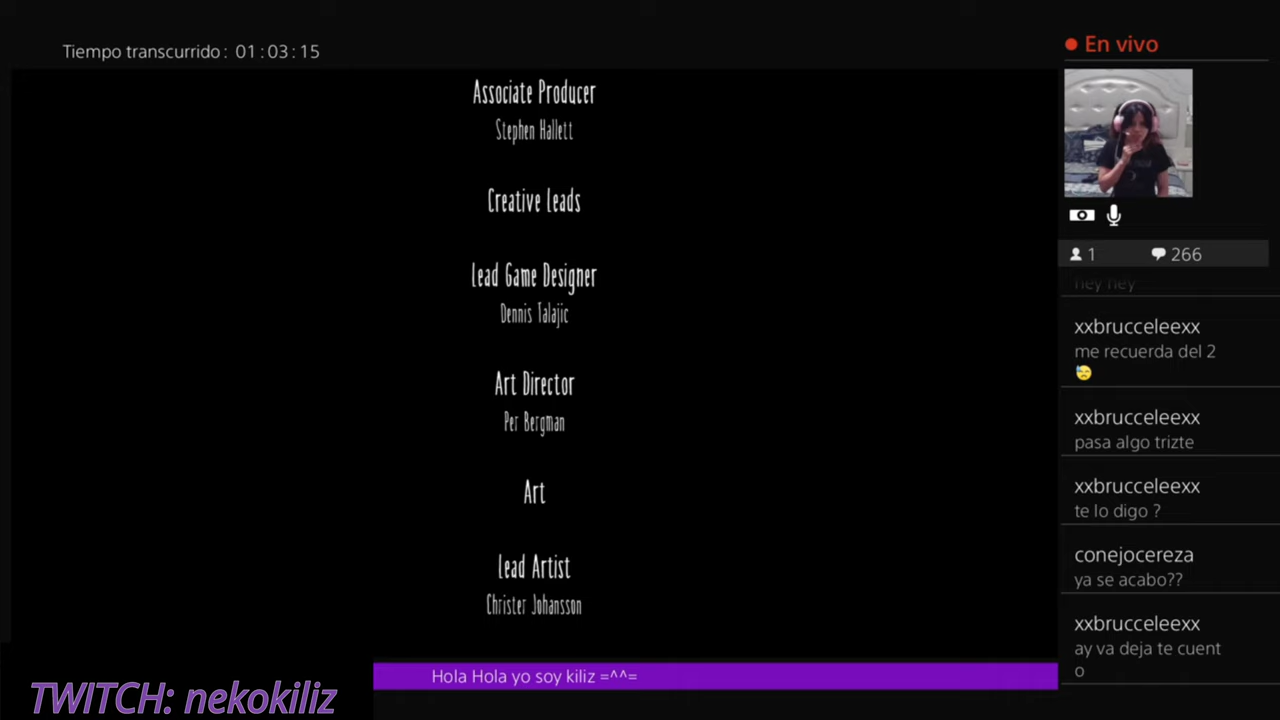 Tiempo transcurrido: 01:03:15
Associate Producer
Stephen Hallett
Creative Leads
Lead Game Designer
Dennis Talajic
Art Director
Per Bergman
Art
Lead Artist
Christer Johansson
Hola Hola yo soy kiliz =^^=
TWITCH: nekokiliz
En vivo
1
266
hey hey
xxbrucceleexx
me recuerda del 2
xxbrucceleexx
pasa algo trizte
xxbrucceleexx
te lo digo ?
conejocereza
ya se acabo??
xxbrucceleexx
ay va deja te cuent
o